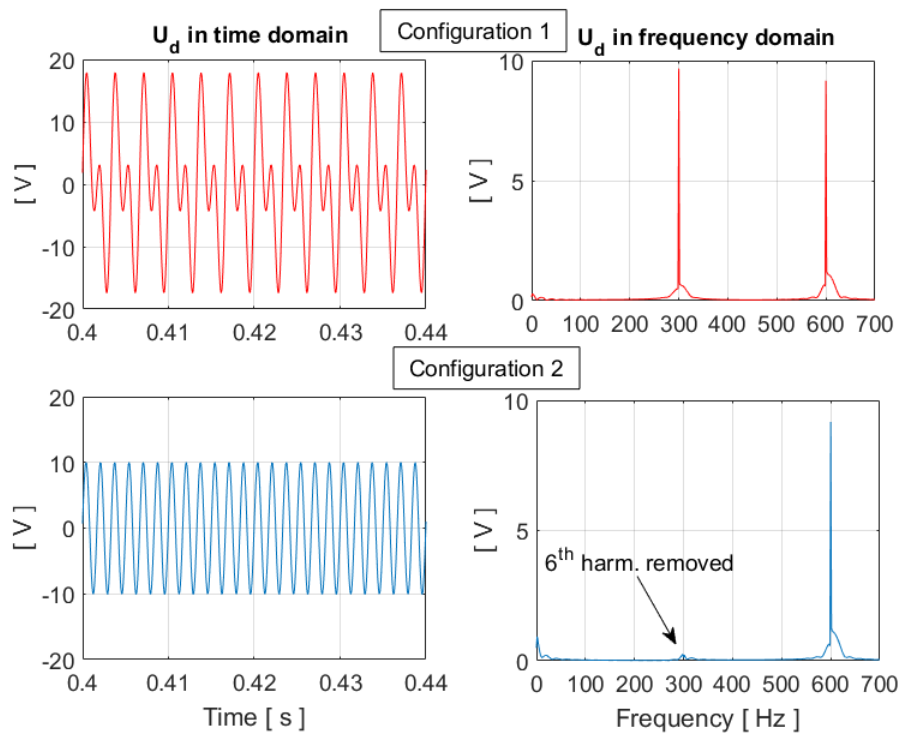 Configuration 1
U_d in time domain
U_d in frequency domain
20
10
0
-10
-20
[ V ]
0.4 0.41 0.42 0.43 0.44
10
5
0
[ V ]
0 100 200 300 400 500 600 700
Configuration 2
20
10
0
-10
-20
[ V ]
0.4 0.41 0.42 0.43 0.44
Time [ s ]
10
5
0
[ V ]
6th harm. removed
0 100 200 300 400 500 600 700
Frequency [ Hz ]